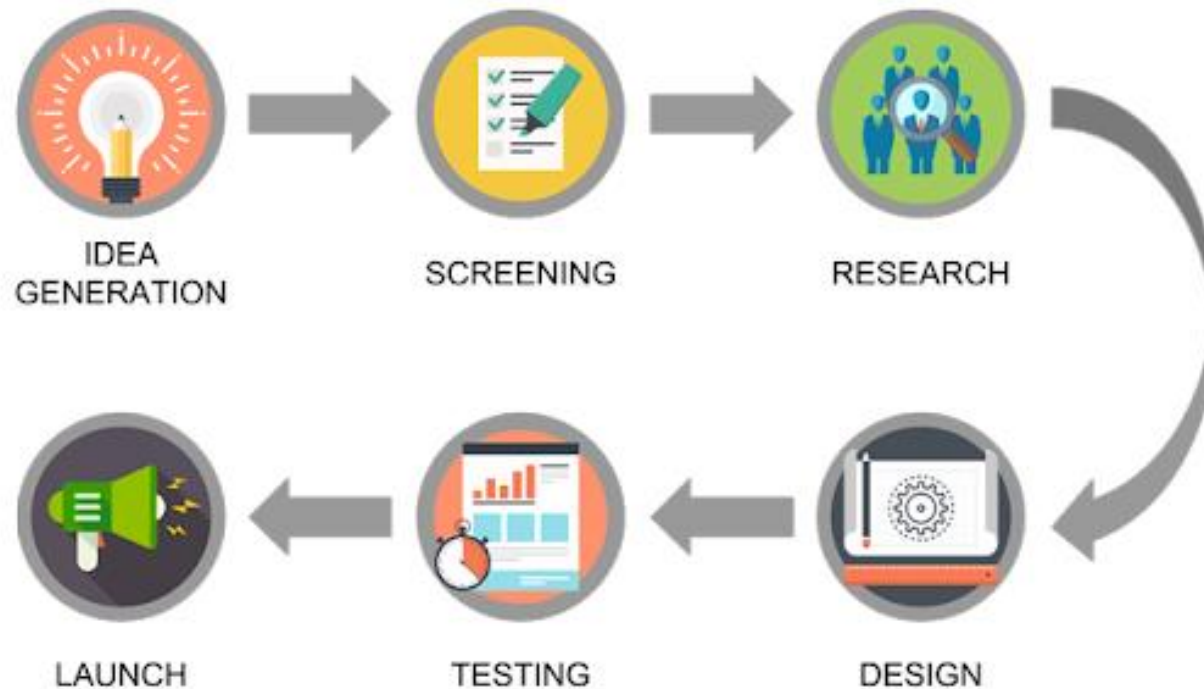 IDEA
GENERATION
SCREENING
RESEARCH
DESIGN
TESTING
LAUNCH